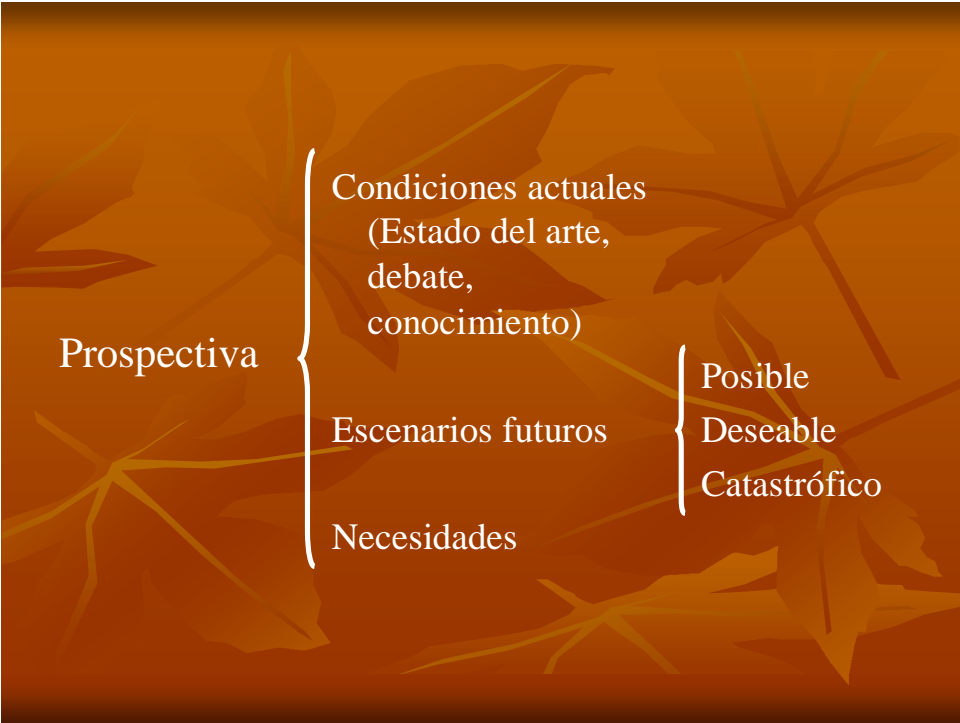 Prospectiva
Condiciones actuales
(Estado del arte,
debate,
conocimiento)
Escenarios futuros
Posible
Deseable
Catastrófico
Necesidades